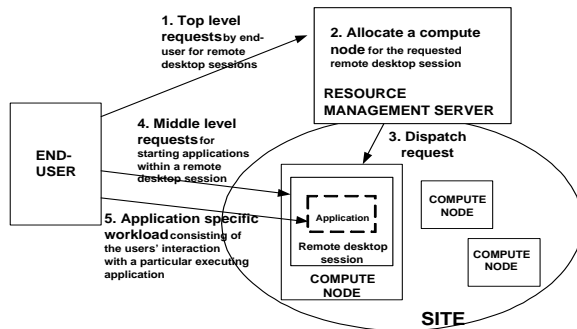 1. Top level
requests by end-
user for remote
desktop sessions
2. Allocate a compute
node for the requested
remote desktop session
RESOURCE
MANAGEMENT SERVER
3. Dispatch
request
4. Middle level
requests for
starting applications
within a remote
desktop session
END-
USER
5. Application specific
workload consisting of
the users' interaction
with a particular executing
application
Application
Remote desktop
session
COMPUTE
NODE
COMPUTE
NODE
COMPUTE
NODE
SITE